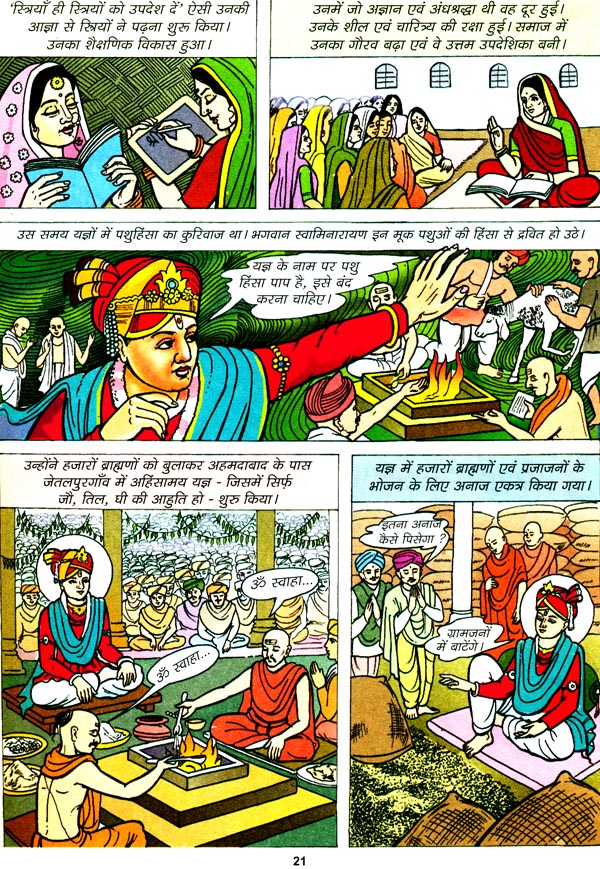 'स्त्रियाँ ही स्त्रियों को उपदेश दें' ऐसी उनकी
आज्ञा से स्त्रियों ने पढ़ना शुरु किया।
उनका शैक्षणिक विकास हुआ।
उनमें जो अज्ञान एवं अंधश्रद्धा थी वह दूर हुई।
उनके शील एवं चारित्र्य की रक्षा हुई। समाज में
उनका गौरव बढ़ा एवं वे उत्तम उपदेशिका बनी।
उस समय यज्ञों में पशुहिंसा का कुरिवाज था। भगवान स्वामिनारायण इन मूक पशुओं की हिंसा से द्रवित हो उठे।
यज्ञ के नाम पर पशु
हिंसा पाप है, इसे बंद
करना चाहिए।
उन्होंने हजारों ब्राह्मणों को बुलाकर अहमदाबाद के पास
जेतलपुरगाँव में अहिंसामय यज्ञ - जिसमें सिर्फ़
जौ, तिल, घी की आहुति हो - शुरु किया।
ॐ स्वाहा...
ॐ स्वाहा...
यज्ञ में हजारों ब्राह्मणों एवं प्रजाजनों के
भोजन के लिए अनाज एकत्र किया गया।
इतना अनाज
कैसे पिसेगा ?
ग्रामजनों
में बाटेंगे।
21